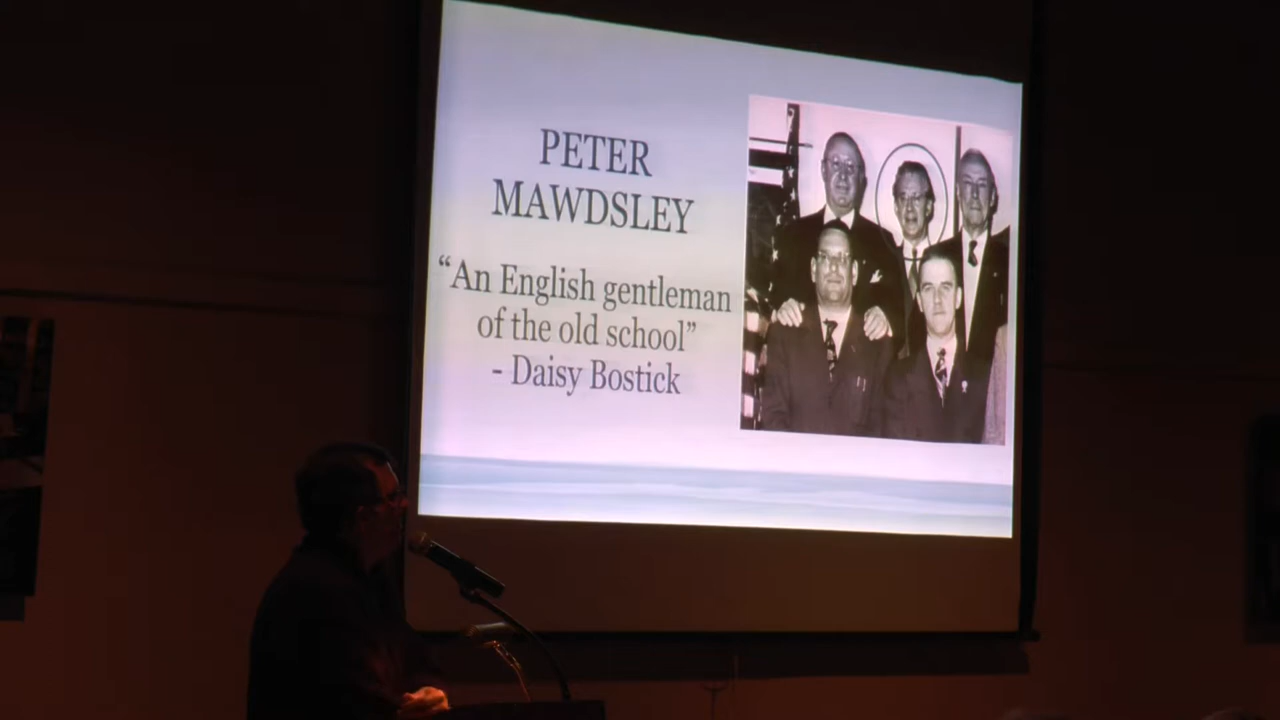 PETER
MAWDSLEY
“An English gentleman
of the old school”
- Daisy Bostick